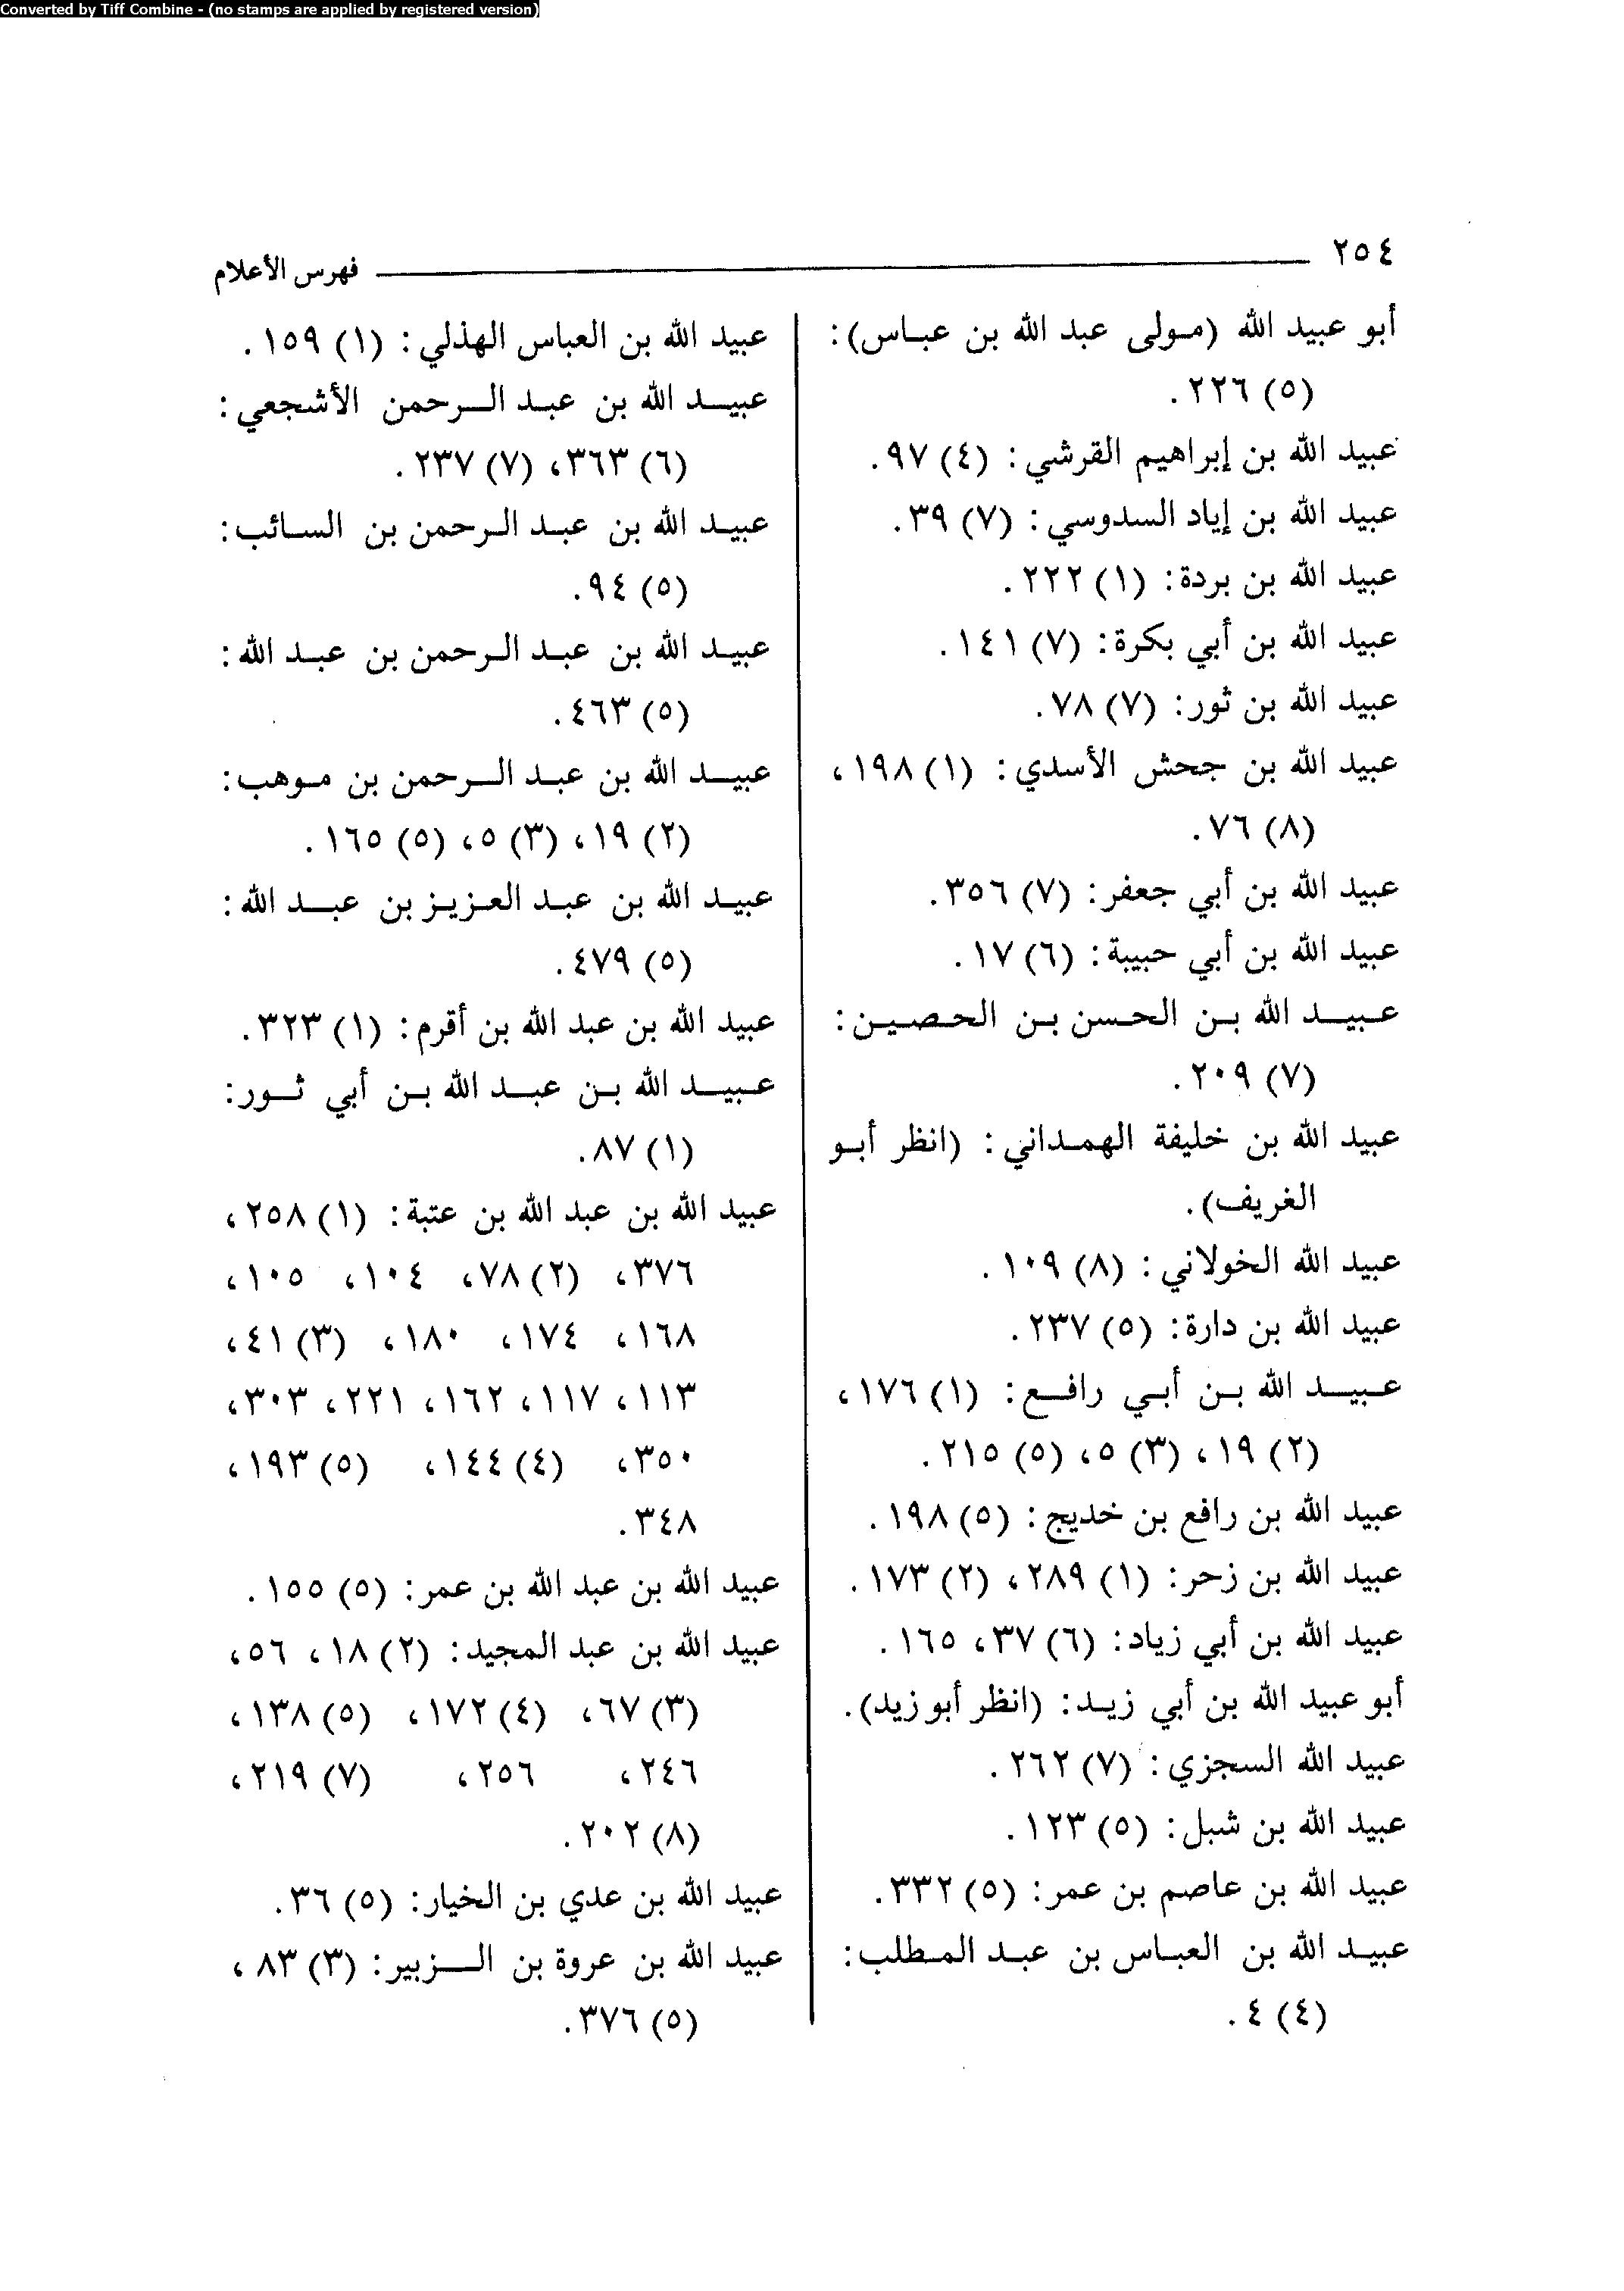 Converted by Tiff Combine - (no stamps are applied by registered version)
٢٥٤
فهرس الأعلام
أبو عبيد الله (مولى عبد الله بن عباس):
(٥) ٢٢٦.
عبيد الله بن إبراهيم القرشي: (٤) ٩٧.
عبيد الله بن إياد السدوسي: (٧) ٣٩.
عبيد الله بن بردة: (١) ٢٢٢.
عبيد الله بن أبي بكرة: (٧) ١٤١.
عبيد الله بن ثور: (٧) ٧٨.
عبيد الله بن جحش الأسدي: (١) ١٩٨،
(٨) ٧٦.
عبيد الله بن أبي جعفر: (٧) ٣٥٦.
عبيد الله بن أبي حبيبة: (٦) ١٧.
عبيد الله بن الحسن بن الحصين:
(٧) ٢٠٩.
عبيد الله بن خليفة الهمداني: (انظر أبو
الغريف).
عبيد الله الخولاني: (٨) ١٠٩.
عبيد الله بن دارة: (٥) ٢٣٧.
عبيد الله بن أبي رافع: (١) ١٧٦،
(٢) ١٩، (٣) ٥، (٥) ٢١٥.
عبيد الله بن رافع بن خديج: (٥) ١٩٨.
عبيد الله بن زحر: (١) ٢٨٩، (٢) ١٧٣.
عبيد الله بن أبي زياد: (٦) ٣٧، ١٦٥.
أبو عبيد الله بن أبي زيد: (انظر أبو زيد).
عبيد الله السجزي: (٧) ٢٦٢.
عبيد الله بن شبل: (٥) ١٢٣.
عبيد الله بن عاصم بن عمر: (٥) ٣٣٢.
عبيد الله بن العباس بن عبد المطلب:
(٤) ٤.
عبيد الله بن العباس الهذلي: (١) ١٥٩.
عبيد الله بن عبد الرحمن الأشجعي:
(٦) ٣٦٣، (٧) ٢٣٧.
عبيد الله بن عبد الرحمن بن السائب:
(٥) ٩٤.
عبيد الله بن عبد الرحمن بن عبد الله:
(٥) ٤٦٣.
عبيد الله بن عبد الرحمن بن موهب:
(٢) ١٩، (٣) ٥، (٥) ١٦٥.
عبيد الله بن عبد العزيز بن عبد الله:
(٥) ٤٧٩.
عبيد الله بن عبد الله بن أقرم: (١) ٣٢٣.
عبيد الله بن عبد الله بن أبي ثور:
(١) ٨٧.
عبيد الله بن عبد الله بن عتبة: (١) ٢٥٨،
٣٧٦، (٢) ٧٨، ١٠٤، ١٠٥،
١٦٨، ١٧٤، ١٨٠، (٣) ٤١،
١١٣، ١١٧، ١٦٢، ٢٢١، ٣٠٣،
٣٥٠، (٤) ١٤٤، (٥) ١٩٣،
٣٤٨.
عبيد الله بن عبد الله بن عمر: (٥) ١٥٥.
عبيد الله بن عبد المجيد: (٢) ١٨، ٥٦،
(٣) ٦٧، (٤) ١٧٢، (٥) ١٣٨،
٢٤٦، ٢٥٦، (٧) ٢١٩،
(٨) ٢٠٢.
عبيد الله بن عدي بن الخيار: (٥) ٣٦.
عبيد الله بن عروة بن الزبير: (٣) ٨٣،
(٥) ٣٧٦.